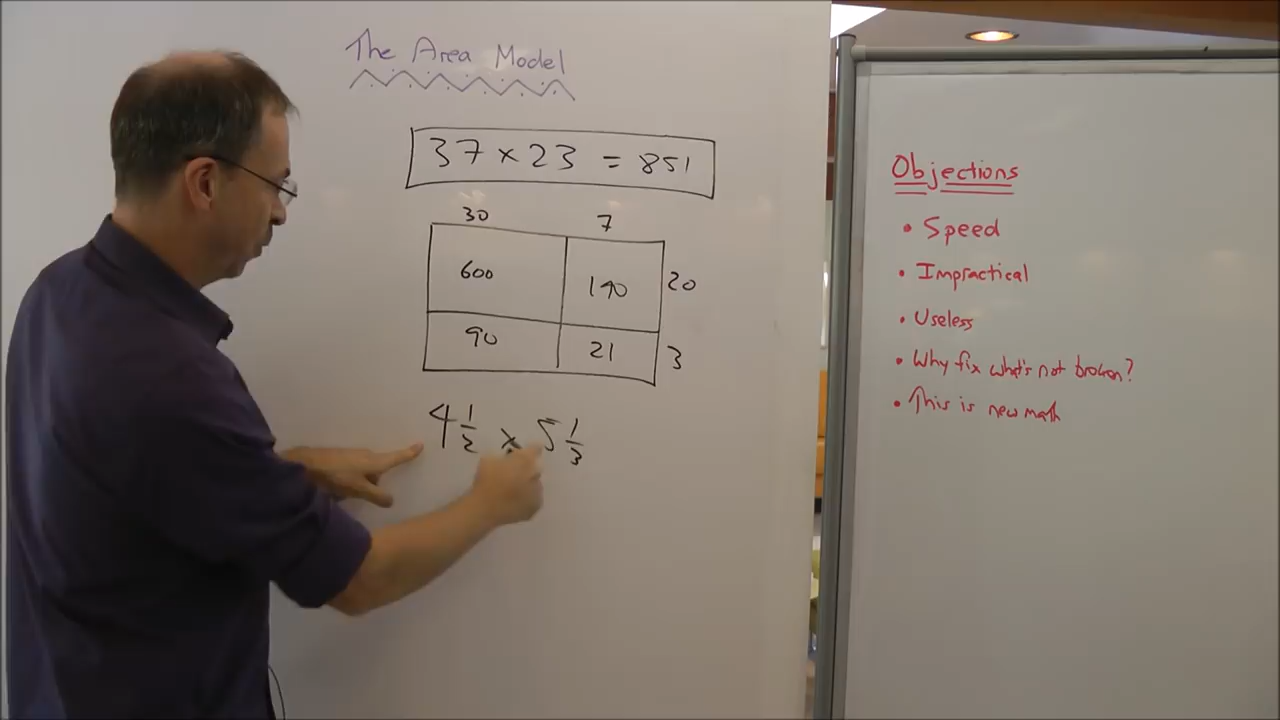 The Area Model
37 × 23 = 851
30 7
600 140 20
90 21 3
4 1/2 × 5 1/3
Objections
• Speed
• Impractical
• Useless
• Why fix what's not broken?
• This is new math